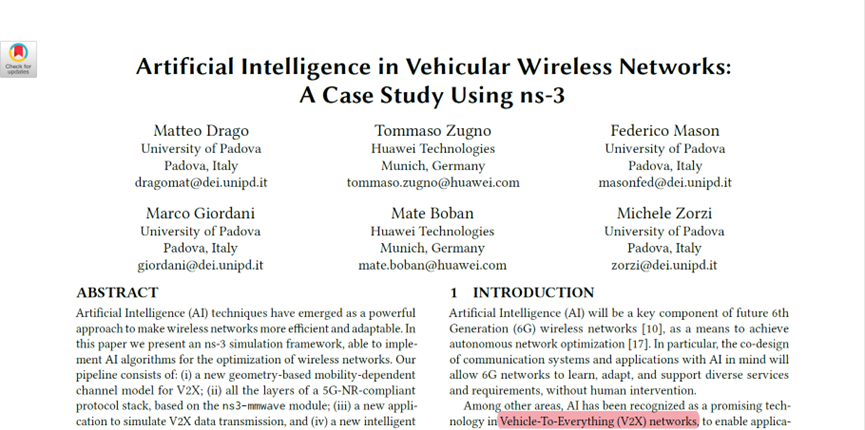 Check for
updates
Artificial Intelligence in Vehicular Wireless Networks:
A Case Study Using ns-3
Matteo Drago
University of Padova
Padova, Italy
dragomat@dei.unipd.it
Tommaso Zugno
Huawei Technologies
Munich, Germany
tommaso.zugno@huawei.com
Federico Mason
University of Padova
Padova, Italy
masonfed@dei.unipd.it
Marco Giordani
University of Padova
Padova, Italy
giordani@dei.unipd.it
Mate Boban
Huawei Technologies
Munich, Germany
mate.boban@huawei.com
Michele Zorzi
University of Padova
Padova, Italy
zorzi@dei.unipd.it
ABSTRACT
Artificial Intelligence (AI) techniques have emerged as a powerful
approach to make wireless networks more efficient and adaptable. In
this paper we present an ns-3 simulation framework, able to imple-
ment AI algorithms for the optimization of wireless networks. Our
pipeline consists of: (i) a new geometry-based mobility-dependent
channel model for V2X; (ii) all the layers of a 5G-NR-compliant
protocol stack, based on the ns3-mmwave module; (iii) a new appli-
cation to simulate V2X data transmission, and (iv) a new intelligent
1 INTRODUCTION
Artificial Intelligence (AI) will be a key component of future 6th
Generation (6G) wireless networks [10], as a means to achieve
autonomous network optimization [17]. In particular, the co-design
of communication systems and applications with AI in mind will
allow 6G networks to learn, adapt, and support diverse services
and requirements, without human intervention.
Among other areas, AI has been recognized as a promising tech-
nology in Vehicle-To-Everything (V2X) networks, to enable applica-